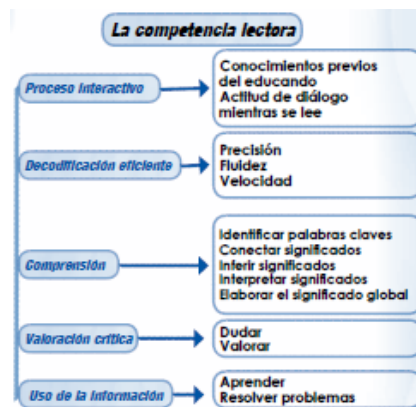 La competencia lectora
Proceso interactivo
Conocimientos previos
del educando
Actitud de diálogo
mientras se lee
Decodificación eficiente
Precisión
Fluidez
Velocidad
Comprensión
Identificar palabras claves
Conectar significados
Inferir significados
Interpretar significados
Elaborar el significado global
Valoración crítica
Dudar
Valorar
Uso de la información
Aprender
Resolver problemas